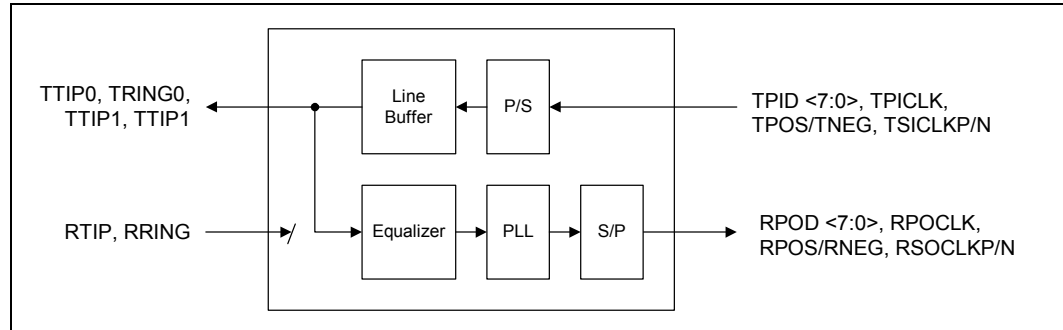 TTIP0, TRING0,
TTIP1, TTIP1
Line
Buffer
P/S
TPID <7:0>, TPICLK,
TPOS/TNEG, TSICLKP/N
RTIP, RRING
Equalizer
PLL
S/P
RPOD <7:0>, RPOCLK,
RPOS/RNEG, RSOCLKP/N